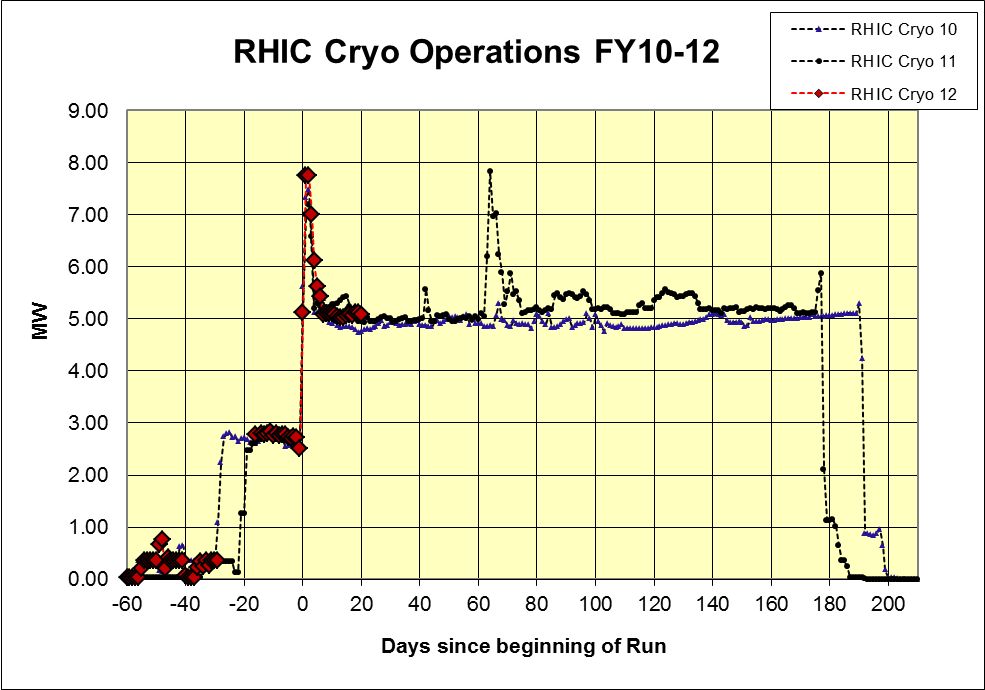 RHIC Cryo Operations FY10-12
RHIC Cryo 10
RHIC Cryo 11
RHIC Cryo 12
9.00
8.00
7.00
6.00
5.00
4.00
3.00
2.00
1.00
0.00
MW
-60 -40 -20 0 20 40 60 80 100 120 140 160 180 200
Days since beginning of Run